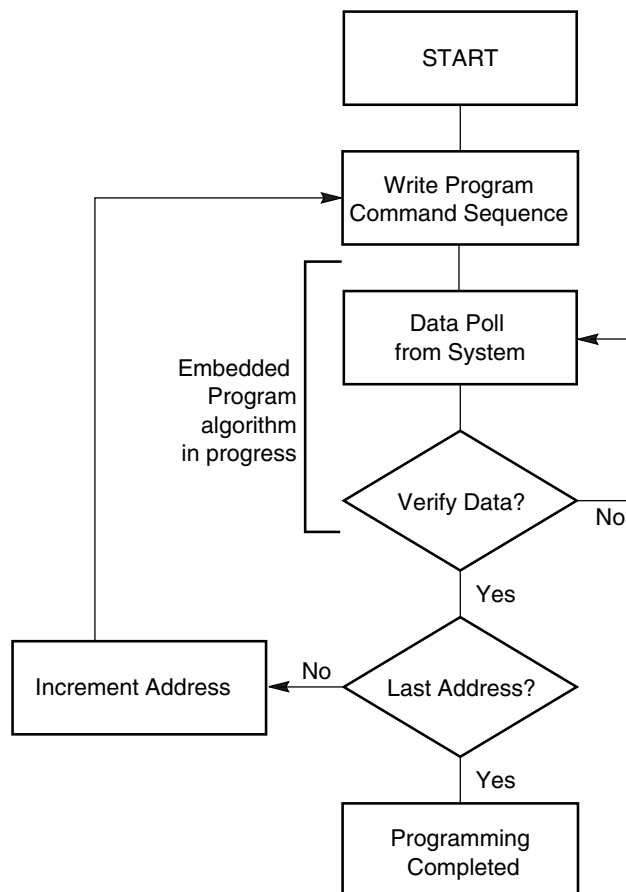 START
Write Program
Command Sequence
Data Poll
from System
Embedded
Program
algorithm
in progress
Verify Data?
No
Yes
Increment Address
No
Last Address?
Yes
Programming
Completed